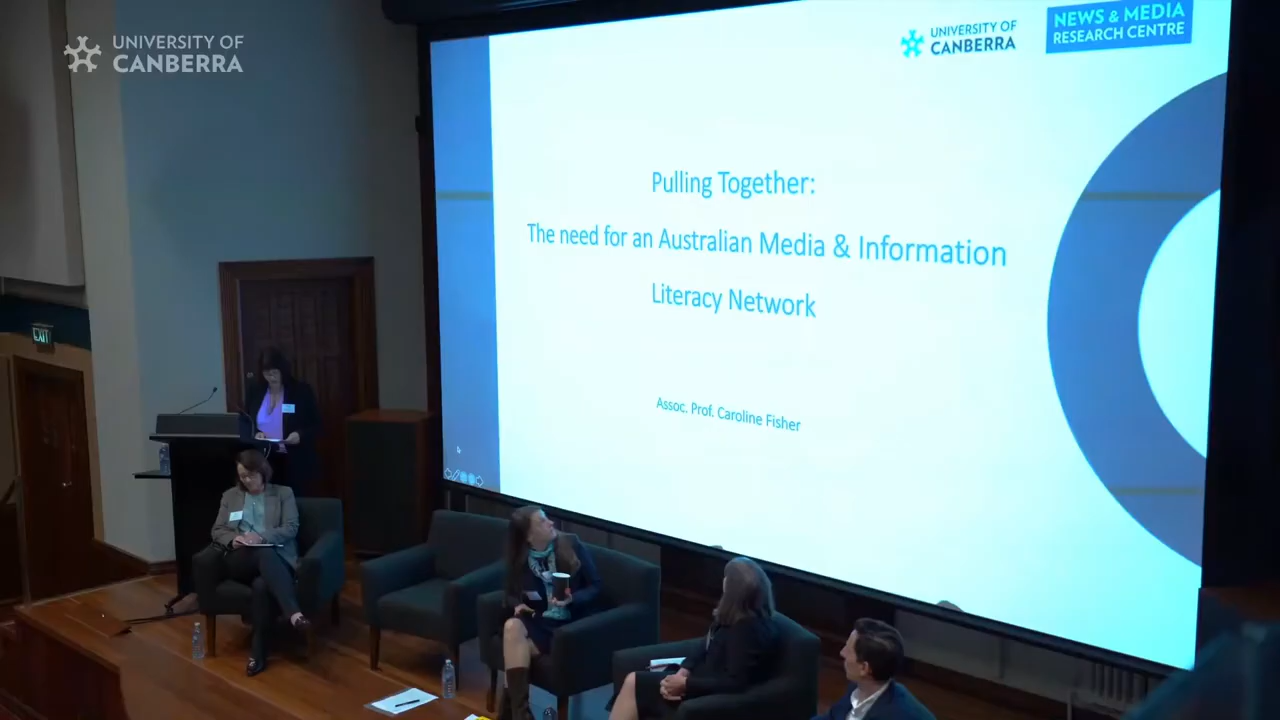 UNIVERSITY OF
CANBERRA
UNIVERSITY OF
CANBERRA
NEWS & MEDIA
RESEARCH CENTRE
Pulling Together:
The need for an Australian Media & Information
Literacy Network
Assoc. Prof. Caroline Fisher
EXIT